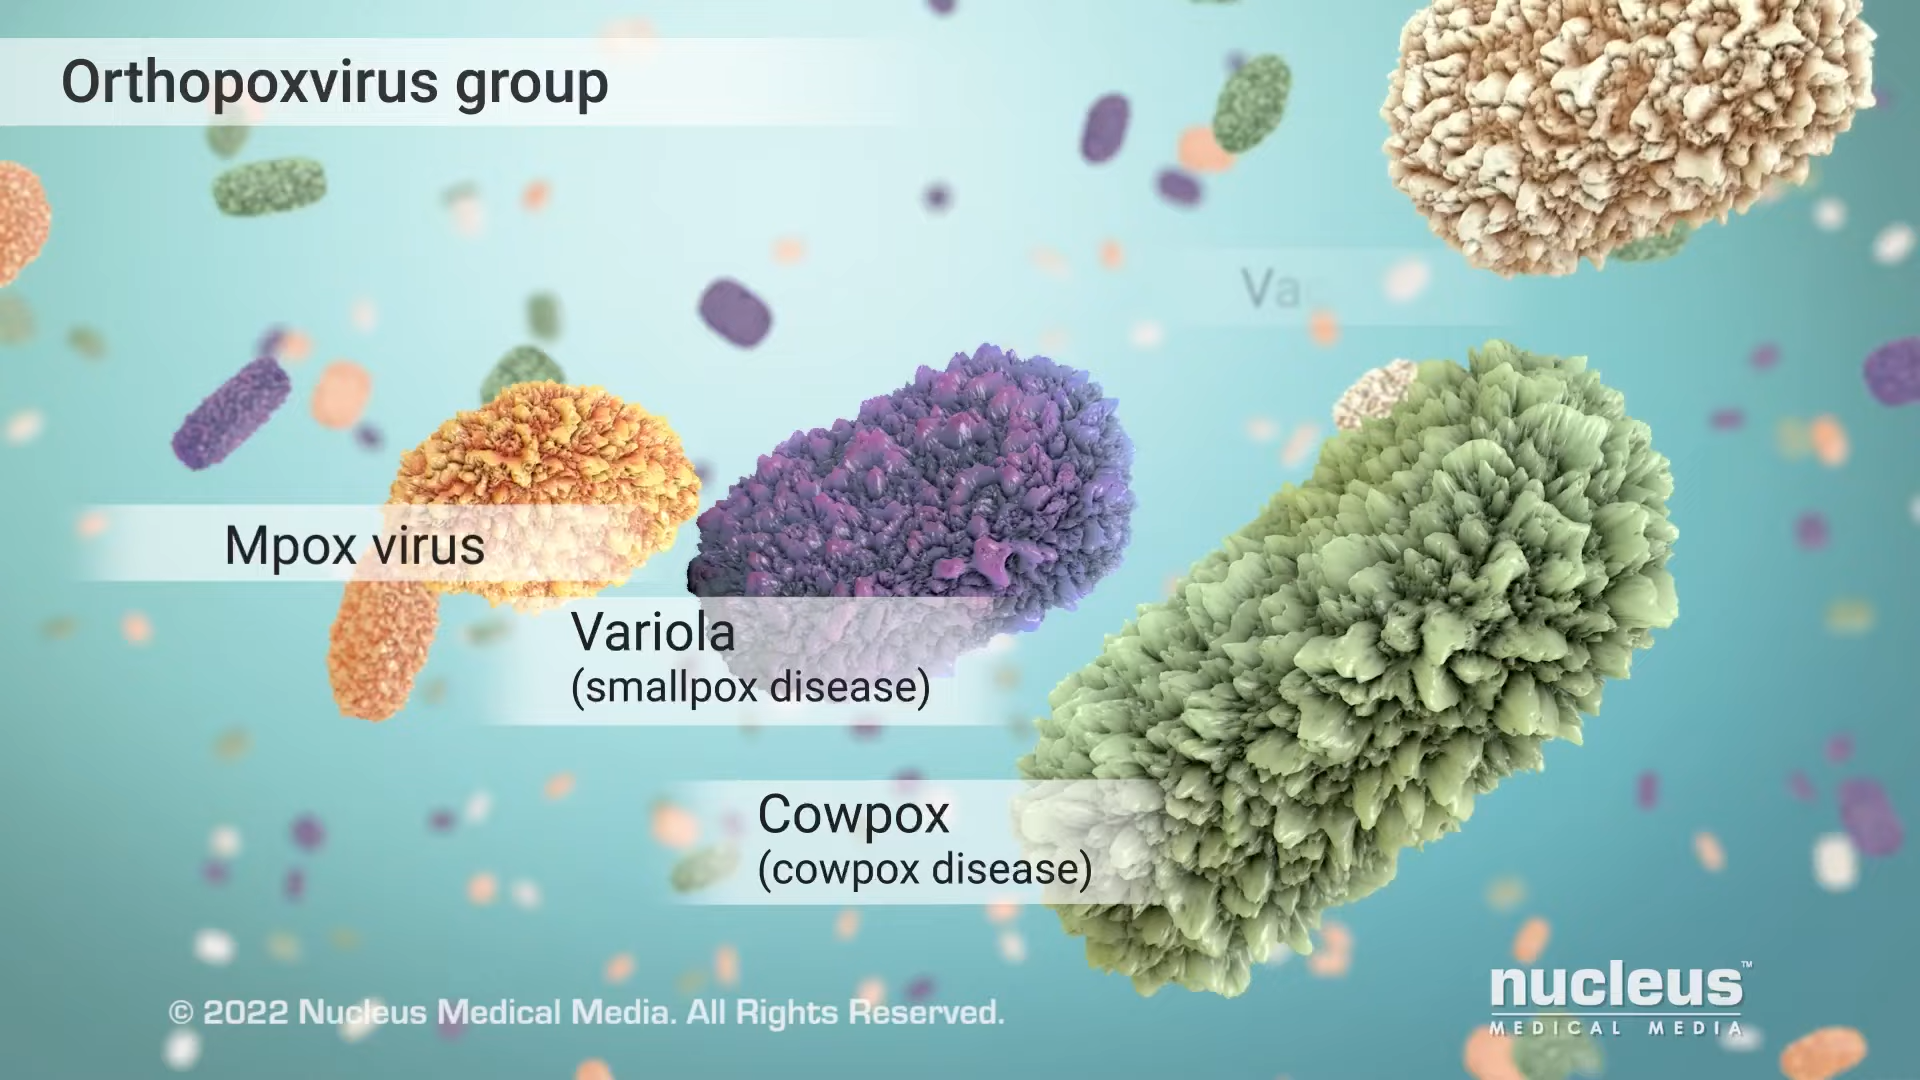 Orthopoxvirus group
Mpox virus
Variola
(smallpox disease)
Cowpox
(cowpox disease)
© 2022 Nucleus Medical Media. All Rights Reserved.
nucleus™
MEDICAL MEDIA